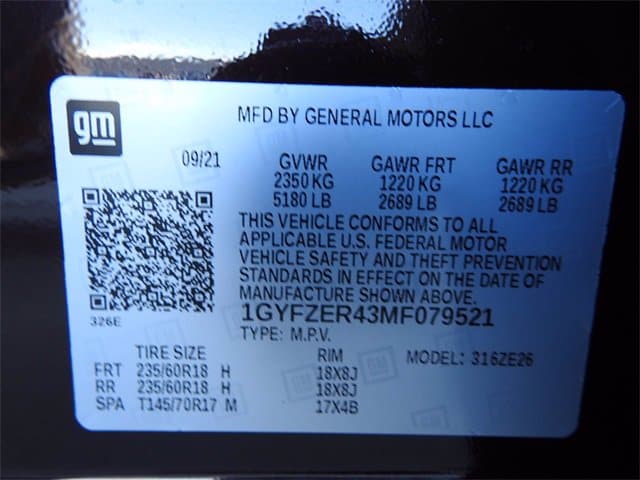 gm
MFD BY GENERAL MOTORS LLC
09/21 GVWR GAWR FRT GAWR RR
2350 KG 1220 KG 1220 KG
5180 LB 2689 LB 2689 LB
THIS VEHICLE CONFORMS TO ALL
APPLICABLE U.S. FEDERAL MOTOR
VEHICLE SAFETY AND THEFT PREVENTION
STANDARDS IN EFFECT ON THE DATE OF
MANUFACTURE SHOWN ABOVE.
326E
1GYFZER43MF079521
TYPE: M.P.V.
TIRE SIZE RIM MODEL: 316ZE26
FRT 235/60R18 H 18X8J
RR 235/60R18 H 18X8J
SPA T145/70R17 M 17X4B